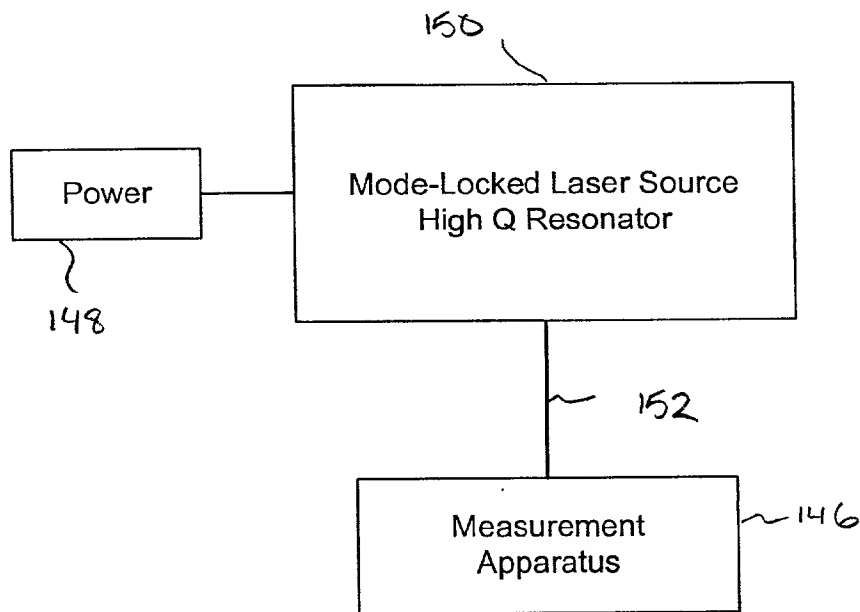 150
Power
Mode-Locked Laser Source
High Q Resonator
148
152
Measurement
Apparatus
146